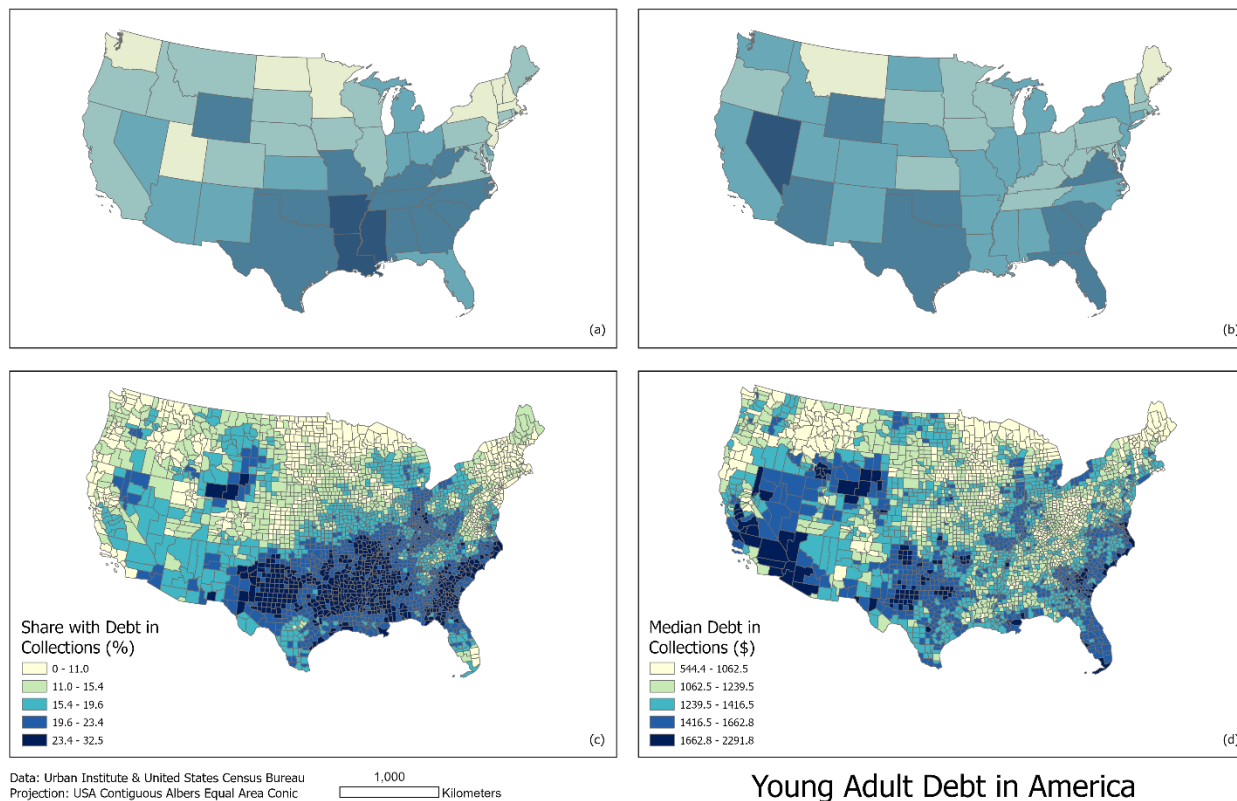 (a)
(b)
Share with Debt in
Collections (%)
0 - 11.0
11.0 - 15.4
15.4 - 19.6
19.6 - 23.4
23.4 - 32.5
(c)
Median Debt in
Collections ($)
544.4 - 1062.5
1062.5 - 1239.5
1239.5 - 1416.5
1416.5 - 1662.8
1662.8 - 2291.8
(d)
Data: Urban Institute & United States Census Bureau
Projection: USA Contiguous Albers Equal Area Conic
1,000
Kilometers
Young Adult Debt in America